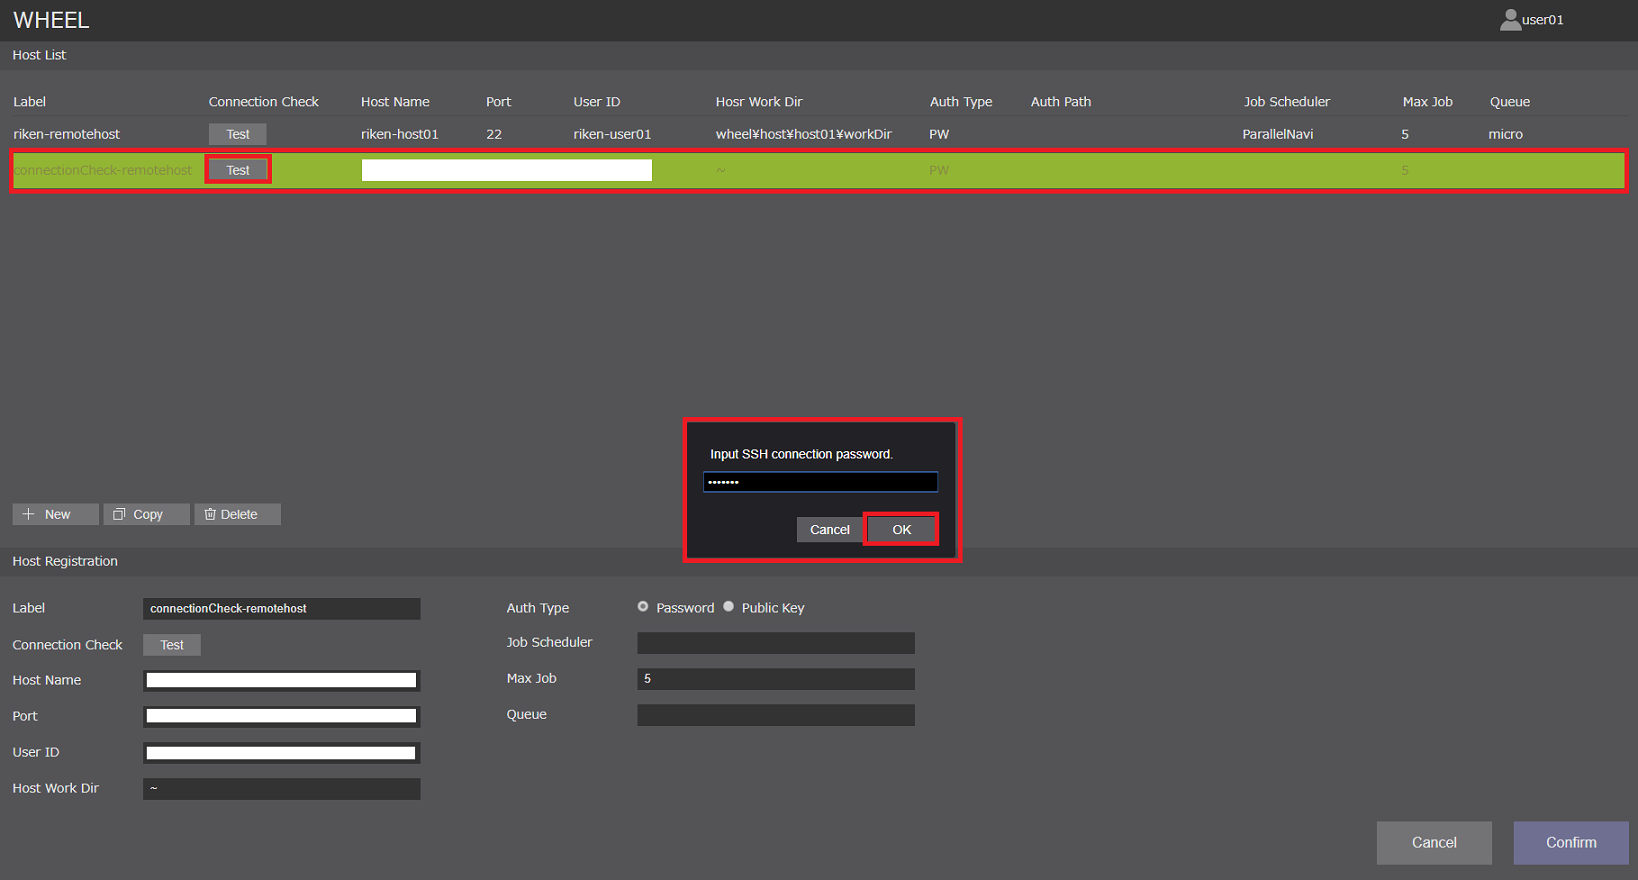 WHEEL
user01
Host List
Label Connection Check Host Name Port User ID Hosr Work Dir Auth Type Auth Path Job Scheduler Max Job Queue
riken-remotehost Test riken-host01 22 riken-user01 wheel¥host¥host01¥workDir PW ParallelNavi 5 micro
connectionCheck-remotehost Test ~ PW 5
Input SSH connection password.
•••••••
Cancel OK
New Copy Delete
Host Registration
Label connectionCheck-remotehost
Connection Check Test
Host Name
Port
User ID
Host Work Dir ~
Auth Type Password Public Key
Job Scheduler
Max Job 5
Queue
Cancel Confirm